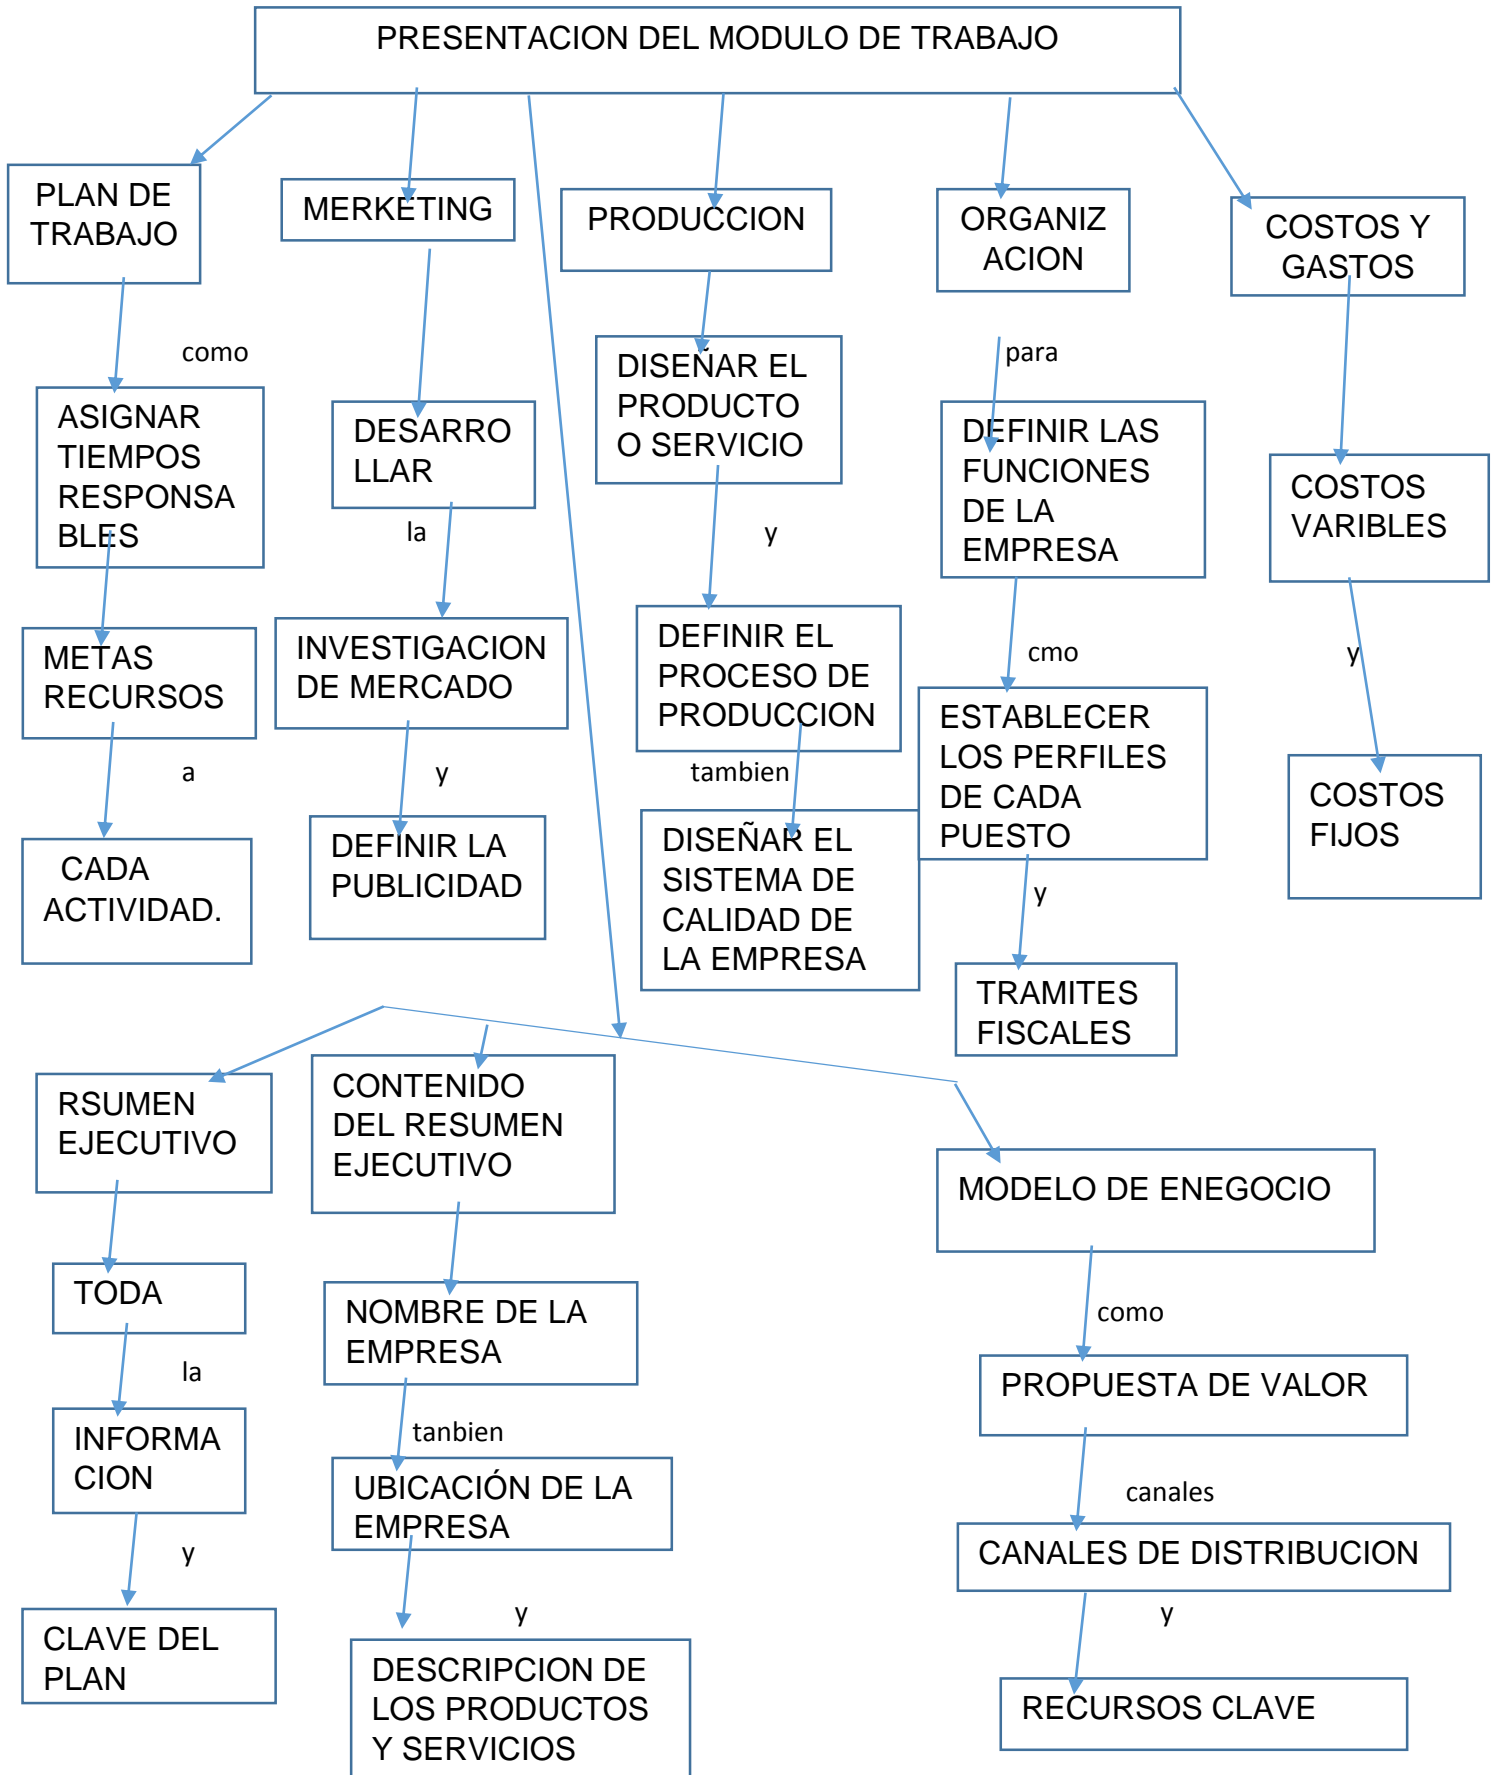 PRESENTACION DEL MODULO DE TRABAJO
PLAN DE
TRABAJO
MERKETING
PRODUCCION
ORGANIZ
ACION
COSTOS Y
GASTOS
como
ASIGNAR
TIEMPOS
RESPONSA
BLES
DESARRO
LLAR
DISEÑAR EL
PRODUCTO
O SERVICIO
para
DEFINIR LAS
FUNCIONES
DE LA
EMPRESA
COSTOS
VARIBLES
la
y
METAS
RECURSOS
INVESTIGACION
DE MERCADO
DEFINIR EL
PROCESO DE
PRODUCCION
cmo
y
ESTABLECER
LOS PERFILES
DE CADA
PUESTO
COSTOS
FIJOS
a
y
tambien
CADA
ACTIVIDAD.
DEFINIR LA
PUBLICIDAD
DISEÑAR EL
SISTEMA DE
CALIDAD DE
LA EMPRESA
y
TRAMITES
FISCALES
RSUMEN
EJECUTIVO
CONTENIDO
DEL RESUMEN
EJECUTIVO
MODELO DE ENEGOCIO
TODA
NOMBRE DE LA
EMPRESA
como
la
PROPUESTA DE VALOR
INFORMA
CION
tanbien
UBICACIÓN DE LA
EMPRESA
canales
CANALES DE DISTRIBUCION
y
y
y
CLAVE DEL
PLAN
DESCRIPCION DE
LOS PRODUCTOS
Y SERVICIOS
RECURSOS CLAVE